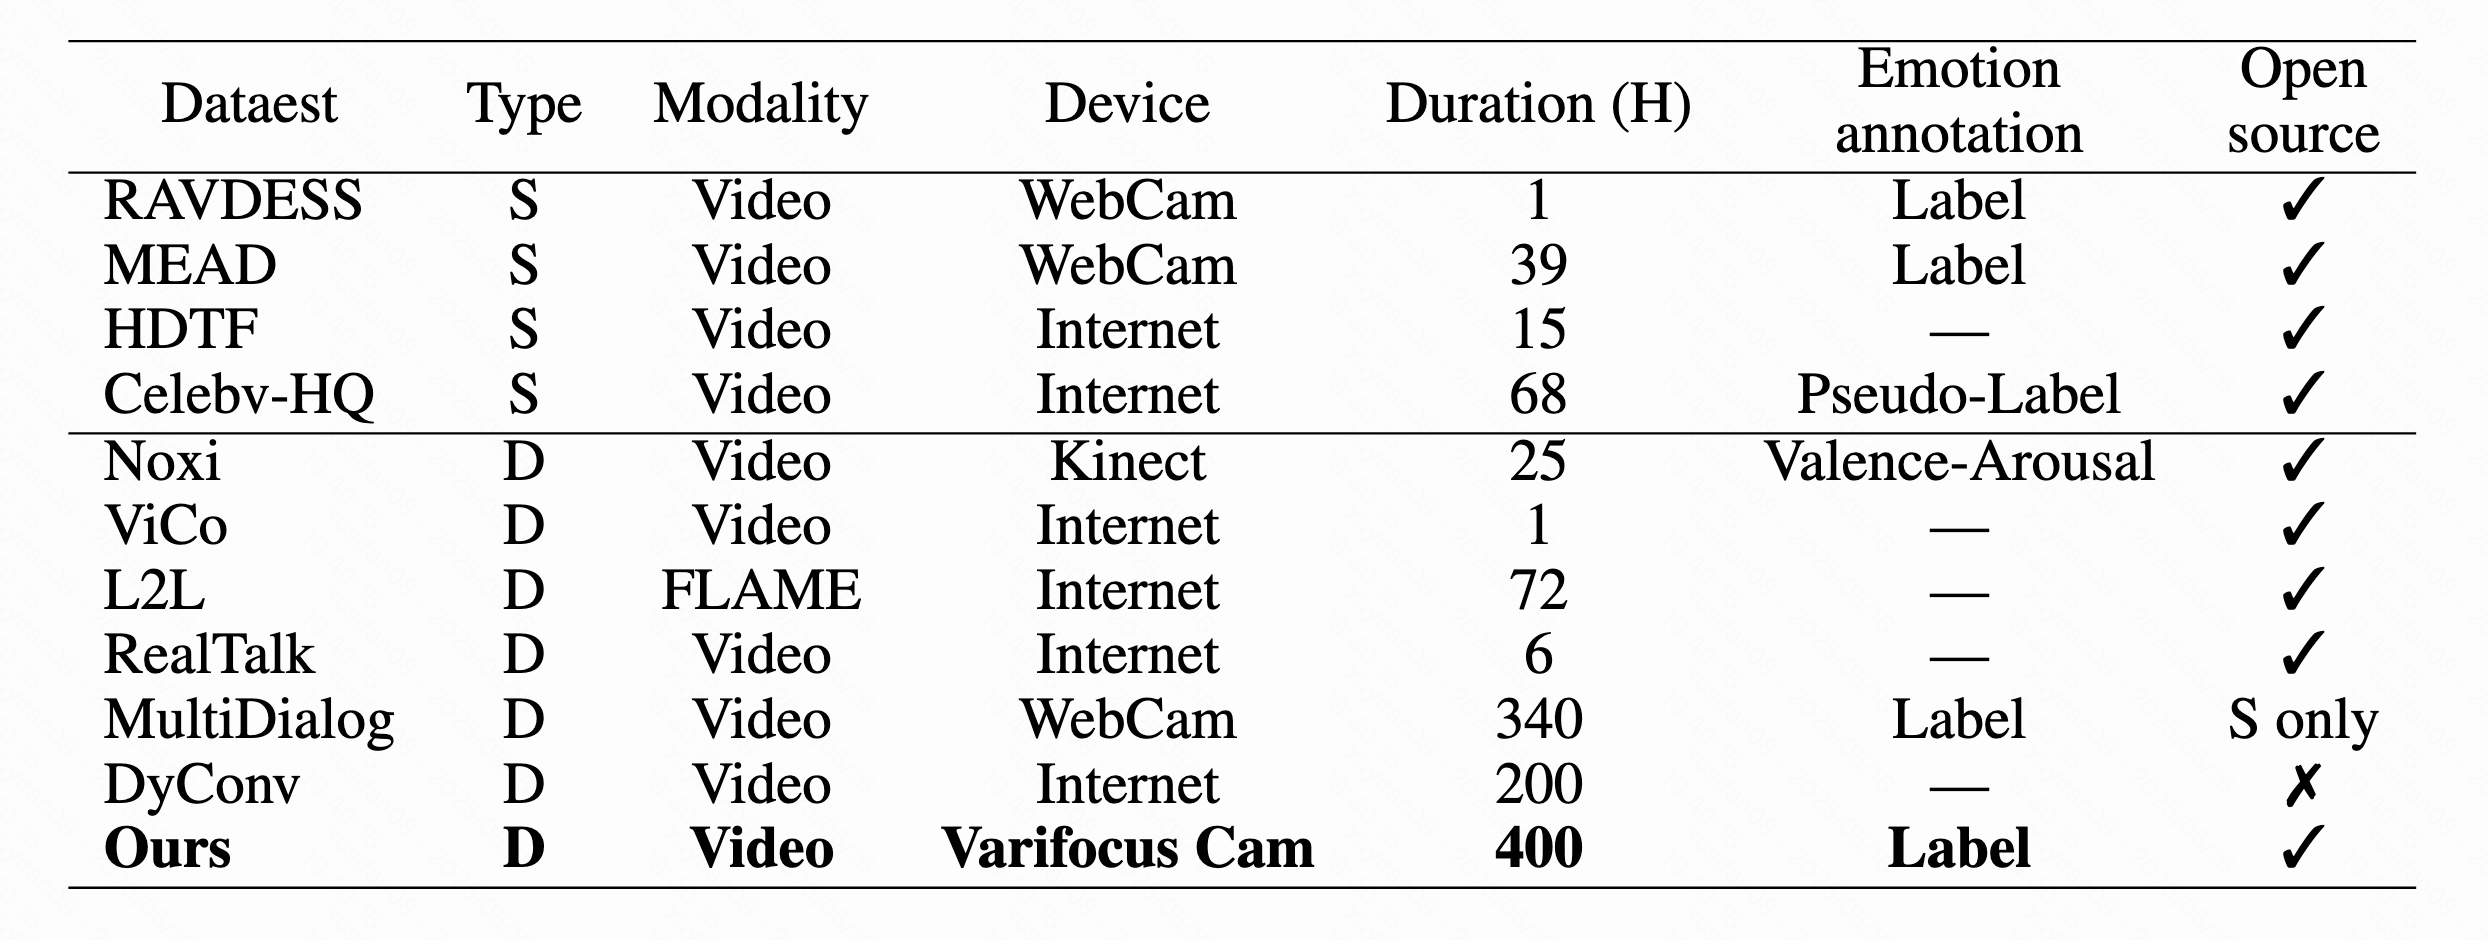 Dataest Type Modality Device Duration (H) Emotion annotation Open source
RAVDESS S Video WebCam 1 Label ✓
MEAD S Video WebCam 39 Label ✓
HDTF S Video Internet 15 — ✓
Celebv-HQ S Video Internet 68 Pseudo-Label ✓
Noxi D Video Kinect 25 Valence-Arousal ✓
ViCo D Video Internet 1 — ✓
L2L D FLAME Internet 72 — ✓
RealTalk D Video Internet 6 — ✓
MultiDialog D Video WebCam 340 Label S only
DyConv D Video Internet 200 — ✗
Ours D Video Varifocus Cam 400 Label ✓